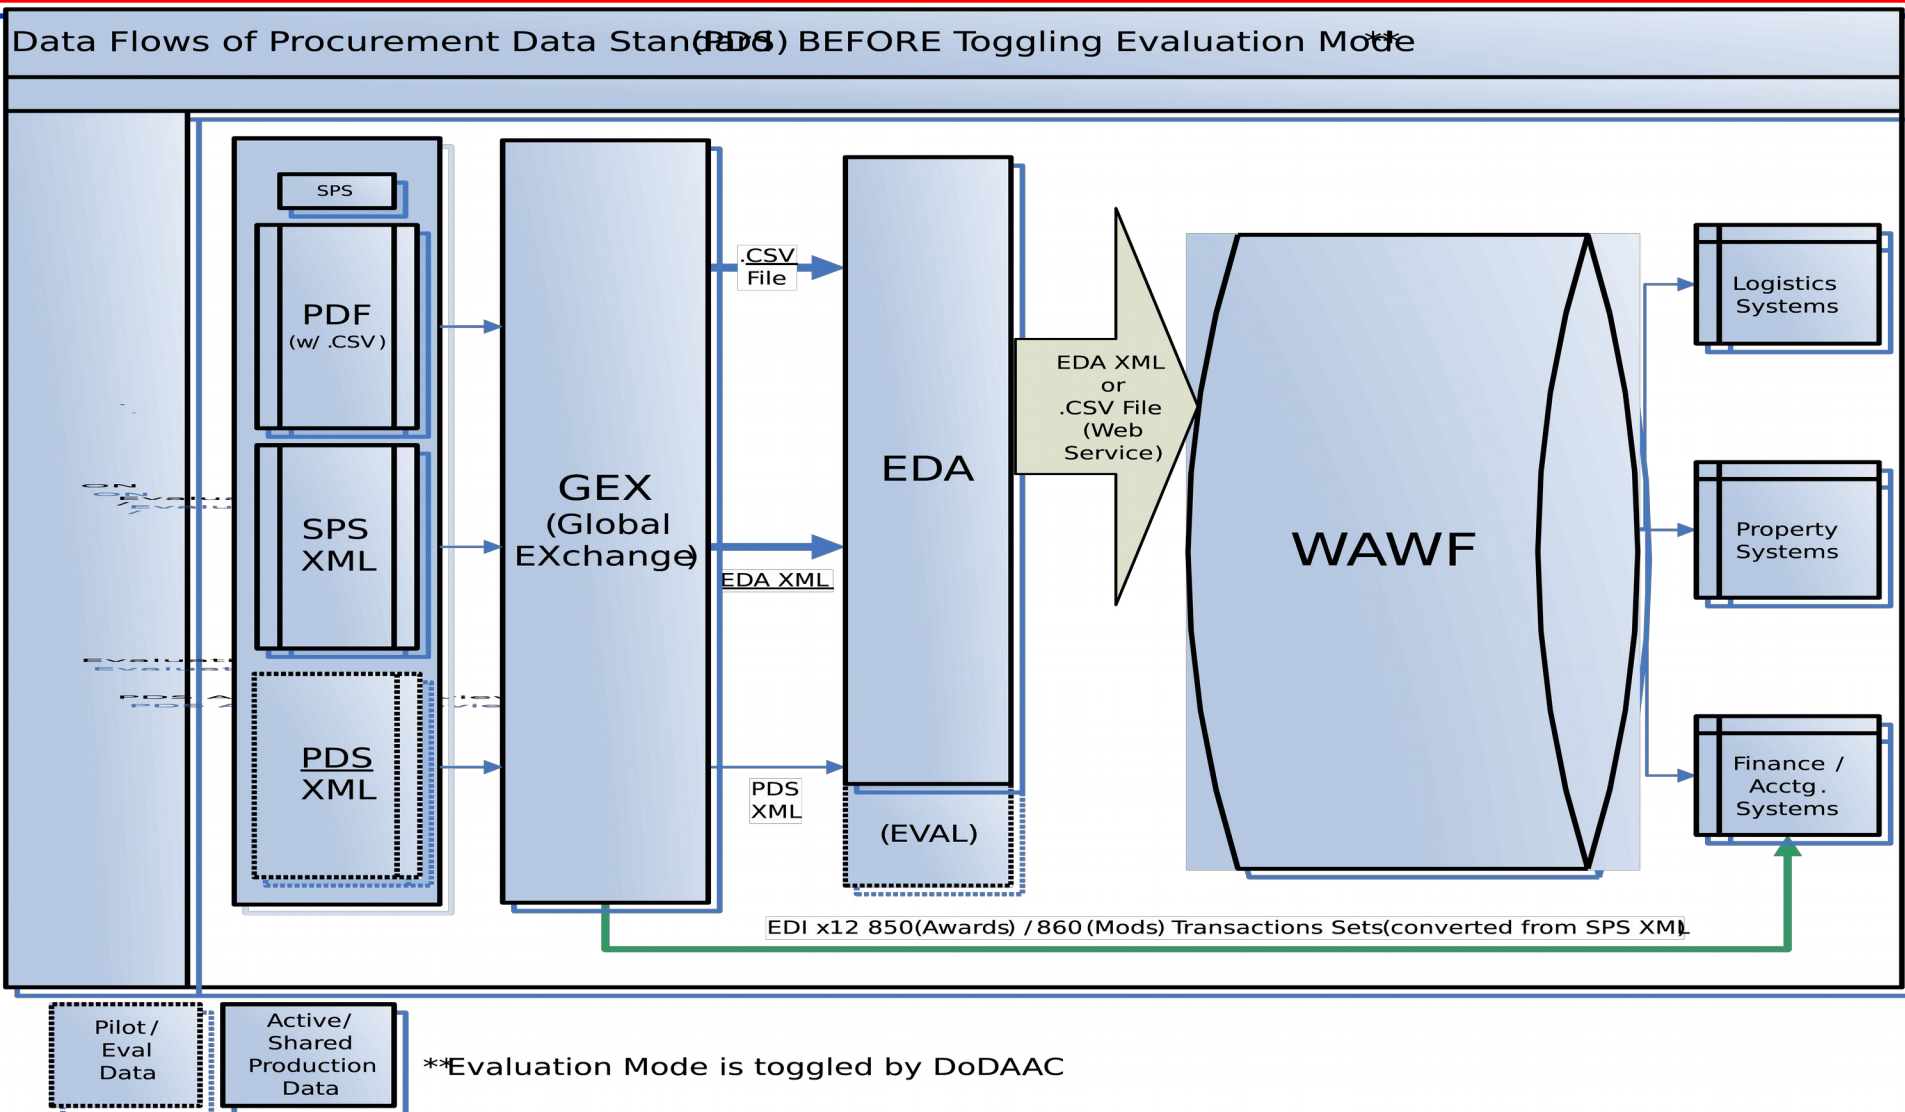 Data Flows of Procurement Data Standard (PDS) BEFORE Toggling Evaluation Mode **
SPS
PDF
(w/ .CSV)
SPS
XML
PDS
XML
ON
GEX
(Global
EXchange)
.CSV
File
EDA XML
PDS
XML
EDA
(EVAL)
EDA XML
or
.CSV File
(Web
Service)
WAWF
Logistics
Systems
Property
Systems
Finance /
Acctg.
Systems
EDI x12 850(Awards) / 860 (Mods) Transactions Sets(converted from SPS XML)
Pilot/
Eval
Data
Active/
Shared
Production
Data
**Evaluation Mode is toggled by DoDAAC